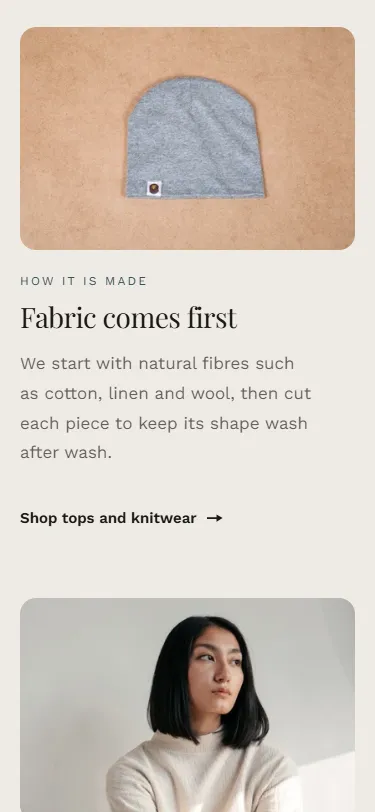 HOW IT IS MADE
Fabric comes first
We start with natural fibres such
as cotton, linen and wool, then cut
each piece to keep its shape wash
after wash.
Shop tops and knitwear →